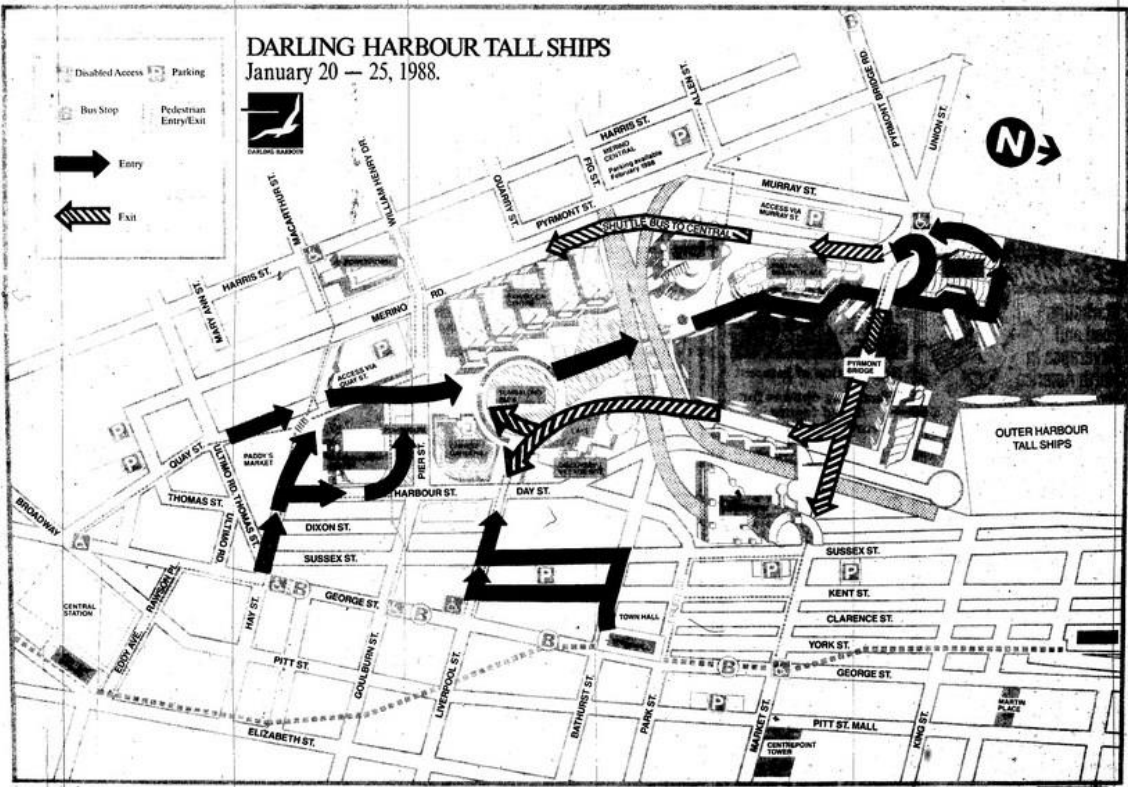 DARLING HARBOUR TALL SHIPS
January 20 — 25, 1988.
DARLING HARBOUR
Disabled Access
P Parking
Bus Stop
Pedestrian
Entry/Exit
Entry
Exit
N
B
PYRMONT BRIDGE RD.
UNION ST.
ALLEN ST.
HARRIS ST.
MERINO
CENTRAL
Parking available
February 1988
P
FIG ST.
MURRAY ST.
ACCESS VIA
MURRAY ST.
P
QUARRY ST.
PYRMONT ST.
SHUTTLE BUS TO CENTRAL
WILLIAM HENRY DR.
MACARTHUR ST.
HARRIS ST.
MARY ANN ST.
MERINO RD.
P
ACCESS VIA
QUAY ST.
PYRMONT
BRIDGE
OUTER HARBOUR
TALL SHIPS
P
P
QUAY ST.
PADDY'S
MARKET
PIER ST.
ULTIMO RD.
THOMAS ST.
THOMAS ST.
ULTIMO RD.
HARBOUR ST.
DAY ST.
BROADWAY
DIXON ST.
SUSSEX ST.
SUSSEX ST.
P
P
P
KENT ST.
CLARENCE ST.
YORK ST.
GEORGE ST.
GEORGE ST.
B
B
B
B
TOWN HALL
RAWSON PL.
HAY ST.
CENTRAL
STATION
EDDY AVE.
PITT ST.
GOULBURN ST.
LIVERPOOL ST.
BATHURST ST.
PARK ST.
P
MARKET ST.
KING ST.
PITT ST. MALL
MARTIN
PLACE
CENTREPOINT
TOWER
ELIZABETH ST.